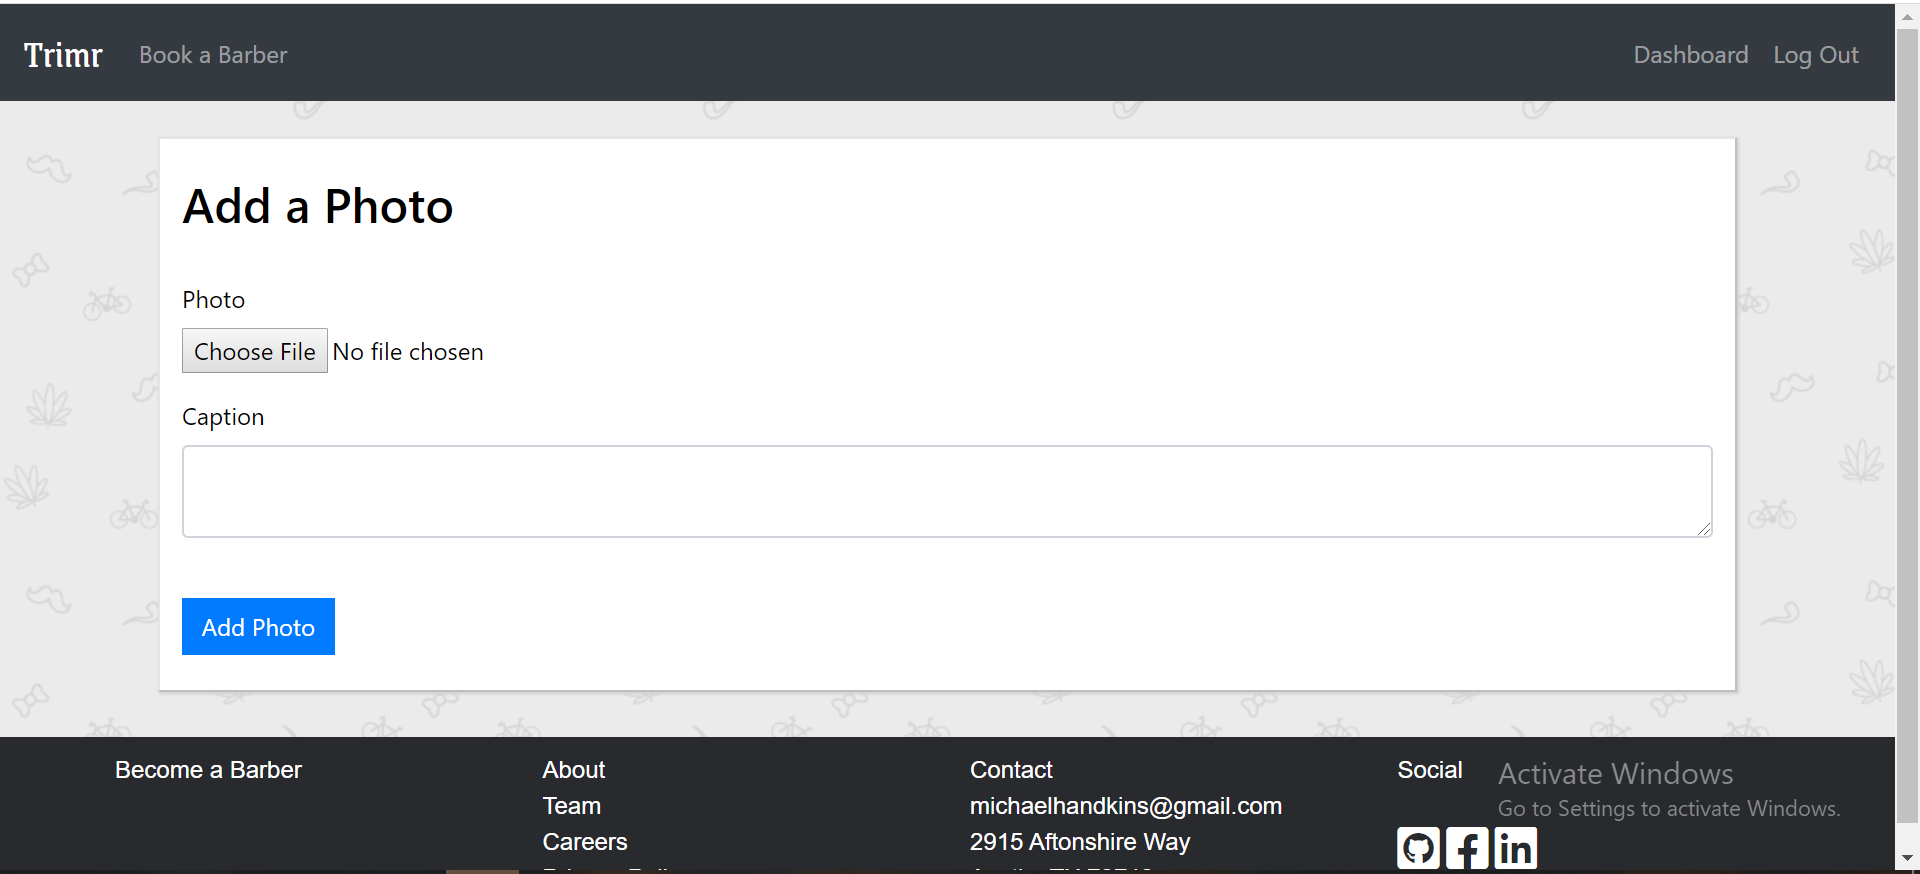 Trimr Book a Barber Dashboard Log Out
Add a Photo
Photo
Choose File No file chosen
Caption
Add Photo
Become a Barber
About
Team
Careers
Contact
michaelhandkins@gmail.com
2915 Aftonshire Way
Social
Activate Windows
Go to Settings to activate Windows.